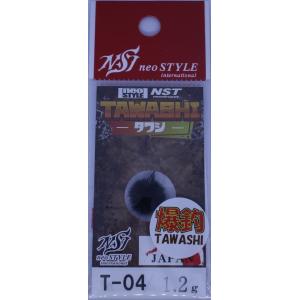 NST neo STYLE
international
neo STYLE NST
TAWASHI
タワシ
爆釣
TAWASHI
NST
neo STYLE
T-04 1.2g